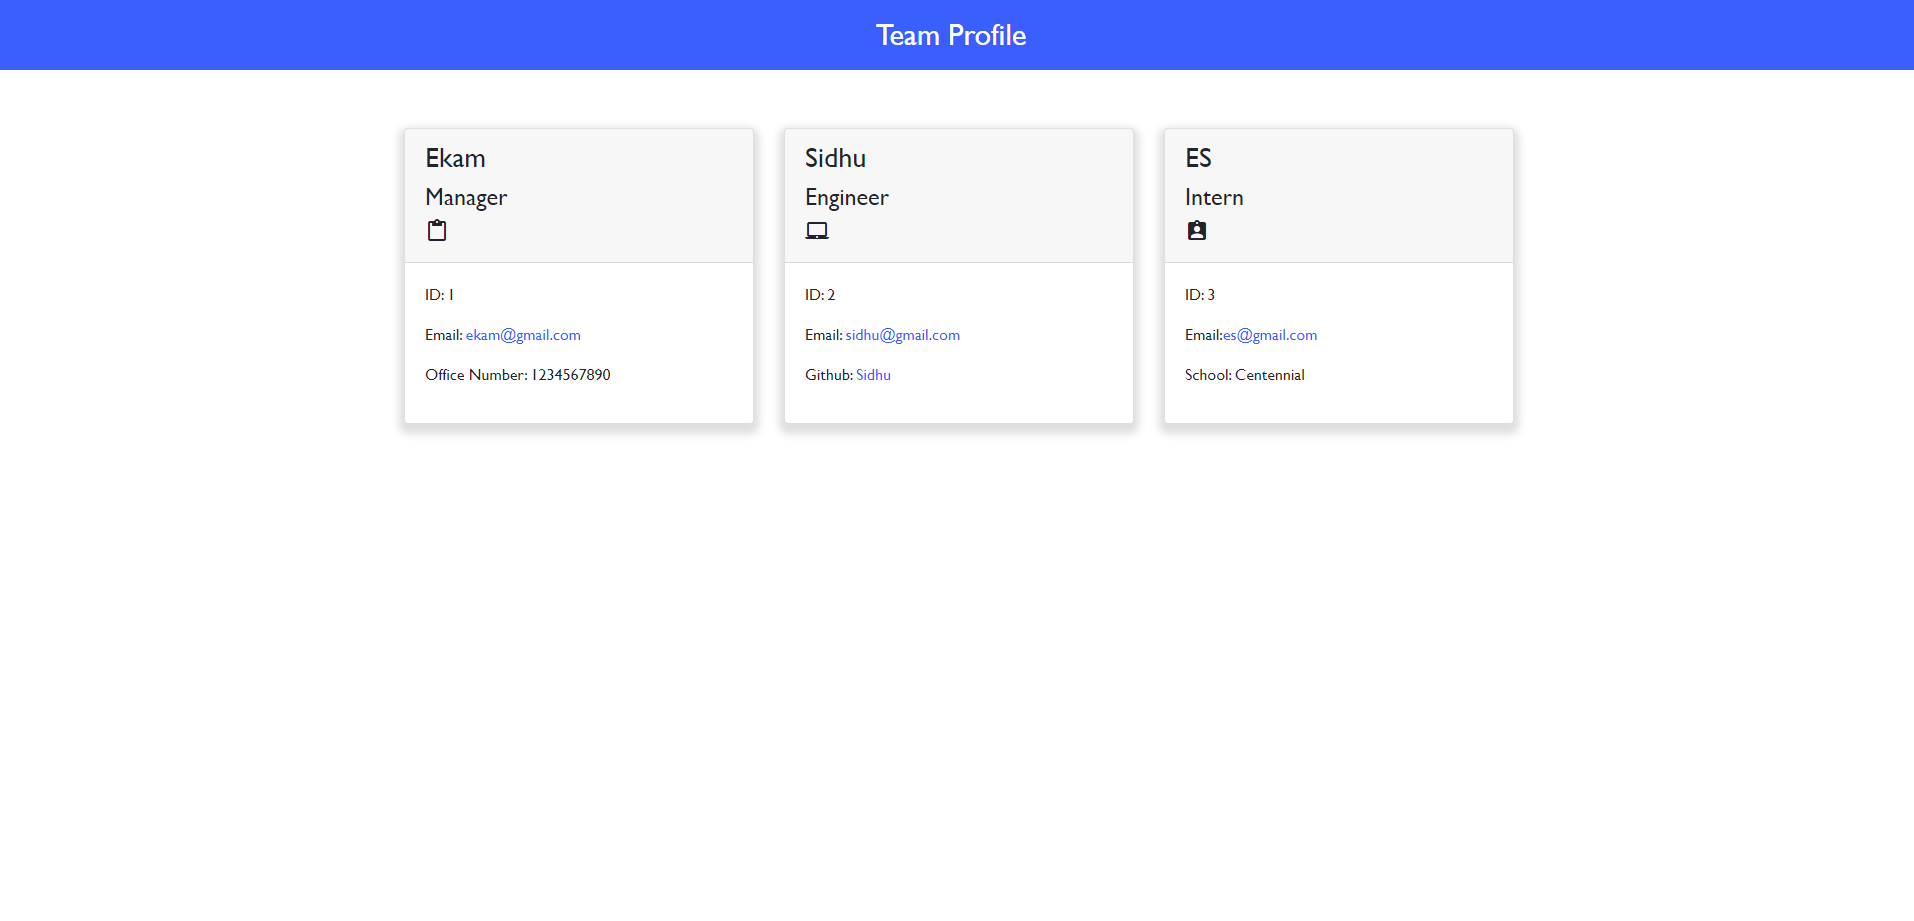 Team Profile
Ekam
Manager
ID: 1
Email: ekam@gmail.com
Office Number: 1234567890
Sidhu
Engineer
ID: 2
Email: sidhu@gmail.com
Github: Sidhu
ES
Intern
ID: 3
Email:es@gmail.com
School: Centennial